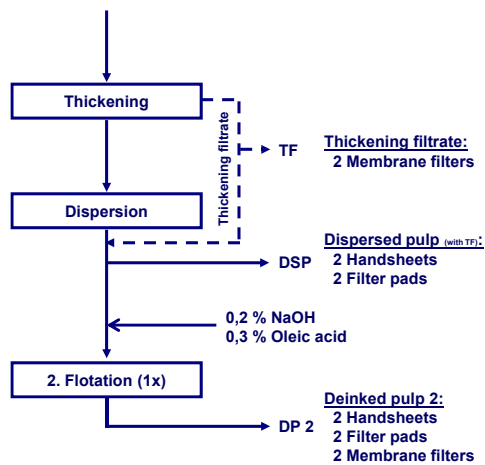 Thickening
Thickening filtrate
TF
Thickening filtrate:
2 Membrane filters
Dispersion
DSP
Dispersed pulp (with TF):
2 Handsheets
2 Filter pads
0,2 % NaOH
0,3 % Oleic acid
2. Flotation (1x)
DP 2
Deinked pulp 2:
2 Handsheets
2 Filter pads
2 Membrane filters